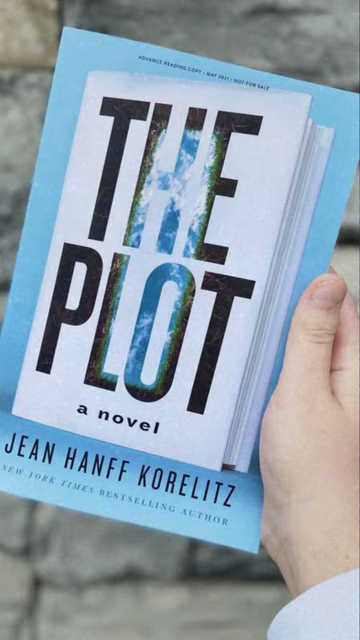 ADVANCE READING COPY • MAY 2021 • NOT FOR SALE
THE
PLOT
a novel
JEAN HANFF KORELITZ
NEW YORK TIMES BESTSELLING AUTHOR